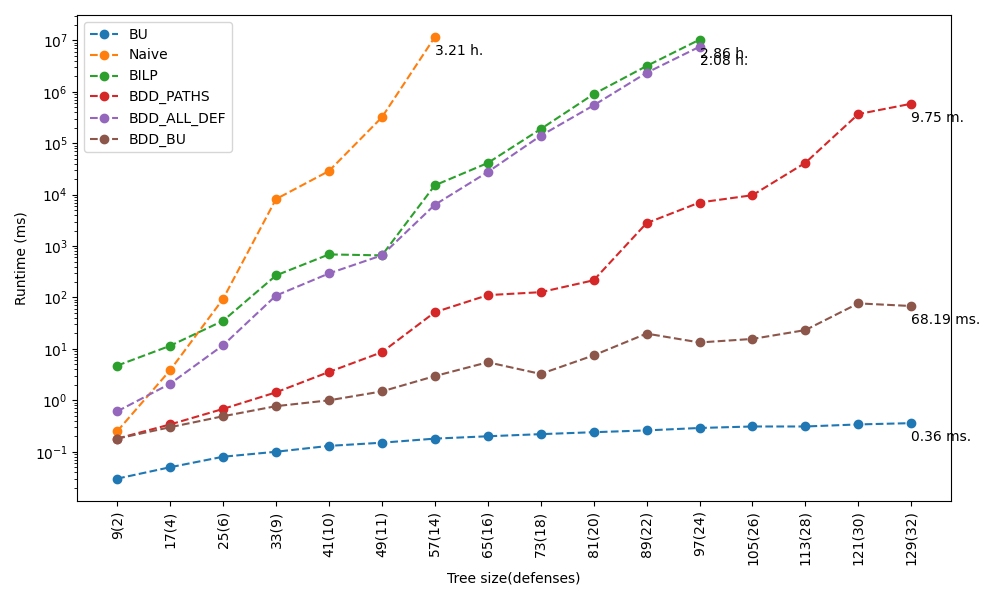 BU
Naive
BILP
BDD_PATHS
BDD_ALL_DEF
BDD_BU
3.21 h.
2.86 h.
2.08 h.
9.75 m.
68.19 ms.
0.36 ms.
Runtime (ms)
10⁷
10⁶
10⁵
10⁴
10³
10²
10¹
10⁰
10⁻¹
9(2)
17(4)
25(6)
33(9)
41(10)
49(11)
57(14)
65(16)
73(18)
81(20)
89(22)
97(24)
105(26)
113(28)
121(30)
129(32)
Tree size(defenses)